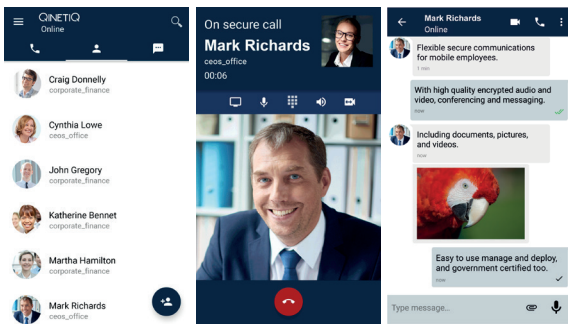 QINETIQ
Online
Craig Donnelly
corporate_finance
Cynthia Lowe
ceos_office
John Gregory
corporate_finance
Katherine Bennet
corporate_finance
Martha Hamilton
corporate_finance
Mark Richards
ceos_office
On secure call
Mark Richards
ceos_office
00:06
Mark Richards
Online
Flexible secure communications
for mobile employees.
1 min
With high quality encrypted audio and
video, conferencing and messaging.
now
Including documents, pictures,
and videos.
now
Easy to use manage and deploy,
and government certified too.
now
Type message...